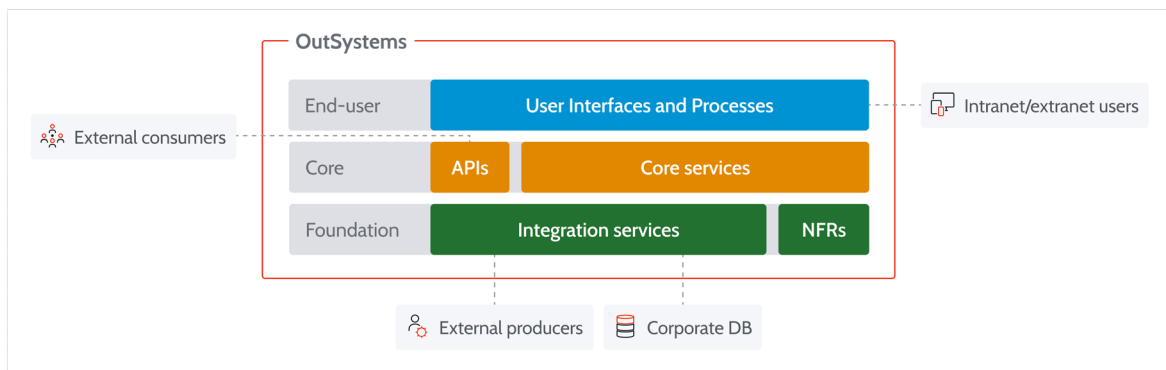 OutSystems
End-user
User Interfaces and Processes
Intranet/extranet users
External consumers
Core
APIs
Core services
Foundation
Integration services
NFRs
External producers
Corporate DB